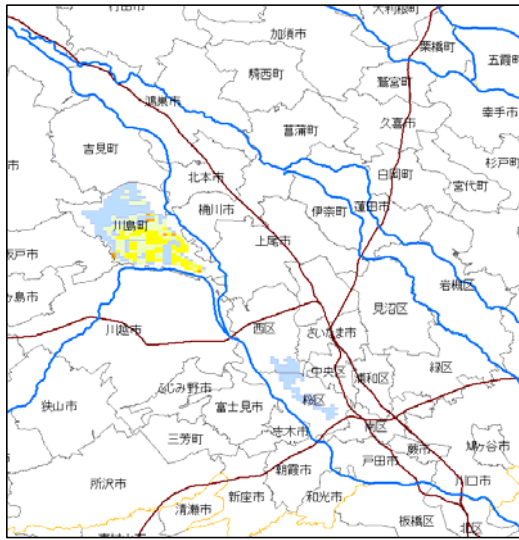 加須市
栗橋町
五霞町
騎西町
鷲宮町
鴻巣市
幸手市
菖蒲町
久喜市
吉見町
杉戸町
白岡町
北本市
宮代町
桶川市
伊奈町
蓮田市
川島町
上尾市
岩槻区
見沼区
川越市
西区
さいたま市
中央区
浦和区
緑区
ふじみ野市
桜区
狭山市
富士見市
志木市
南区
三芳町
蕨市
鳩ヶ谷市
戸田市
朝霞市
所沢市
新座市
和光市
川口市
清瀬市
板橋区
北区